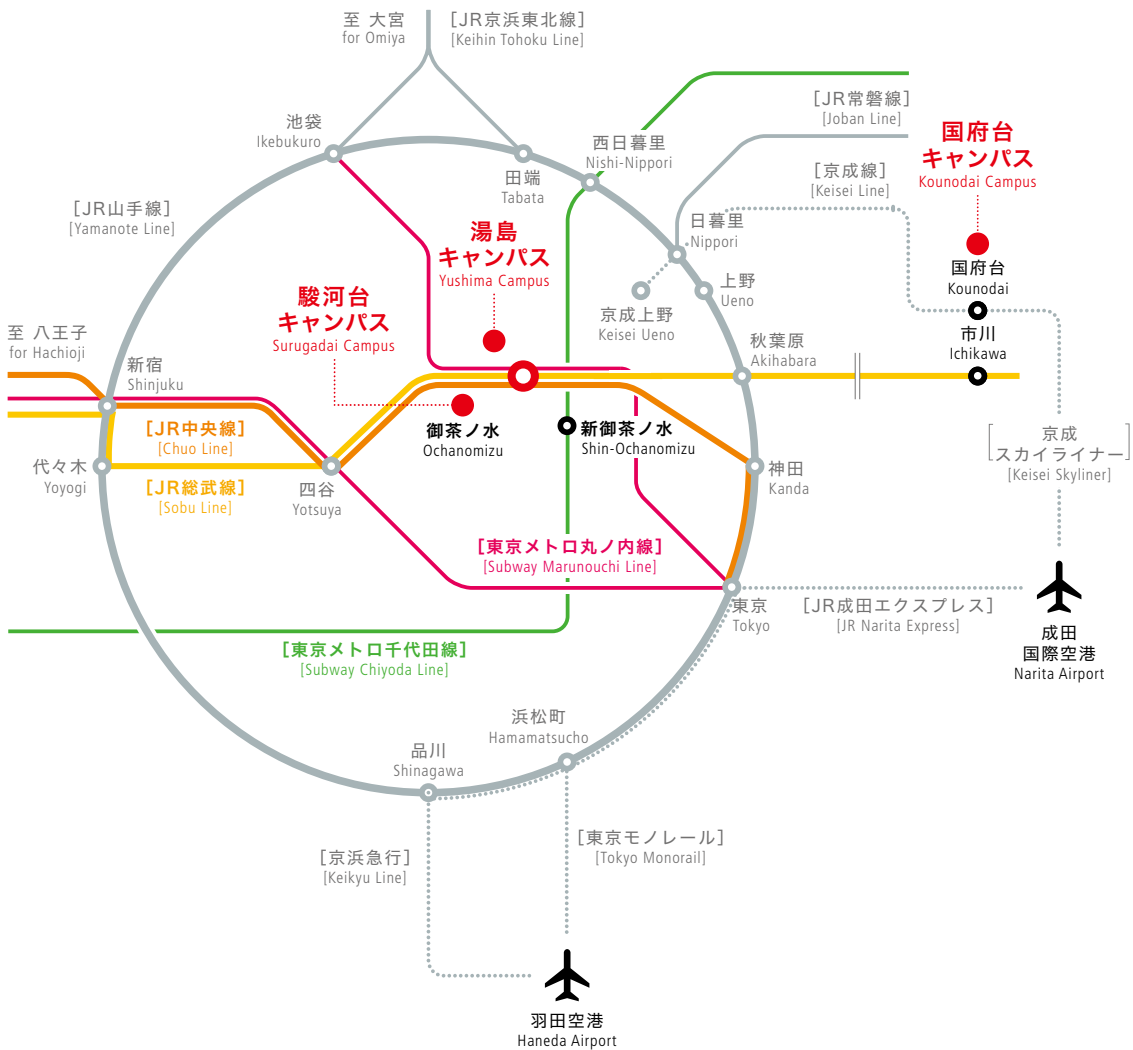 至 大宮
for Omiya
[JR京浜東北線]
[Keihin Tohoku Line]
池袋
Ikebukuro
田端
Tabata
西日暮里
Nishi-Nippori
[JR常磐線]
[Joban Line]
国府台
キャンパス
Kounodai Campus
[京成線]
[Keisei Line]
[JR山手線]
[Yamanote Line]
湯島
キャンパス
Yushima Campus
日暮里
Nippori
上野
Ueno
京成上野
Keisei Ueno
国府台
Kounodai
駿河台
キャンパス
Surugadai Campus
至 八王子
for Hachioji
新宿
Shinjuku
秋葉原
Akihabara
市川
Ichikawa
[JR中央線]
[Chuo Line]
御茶ノ水
Ochanomizu
新御茶ノ水
Shin-Ochanomizu
京成
スカイライナー
[Keisei Skyliner]
代々木
Yoyogi
[JR総武線]
[Sobu Line]
四谷
Yotsuya
神田
Kanda
[東京メトロ丸ノ内線]
[Subway Marunouchi Line]
東京
Tokyo
[JR成田エクスプレス]
[JR Narita Express]
成田
国際空港
Narita Airport
[東京メトロ千代田線]
[Subway Chiyoda Line]
浜松町
Hamamatsucho
品川
Shinagawa
[京浜急行]
[Keikyu Line]
[東京モノレール]
[Tokyo Monorail]
羽田空港
Haneda Airport